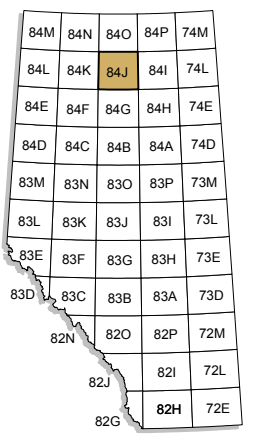 84M 84N 84O 84P 74M
84L 84K 84J 84I 74L
84E 84F 84G 84H 74E
84D 84C 84B 84A 74D
83M 83N 83O 83P 73M
83L 83K 83J 83I 73L
83E 83F 83G 83H 73E
83D 83C 83B 83A 73D
82N 82O 82P 72M
82J 82I 72L
82G 82H 72E